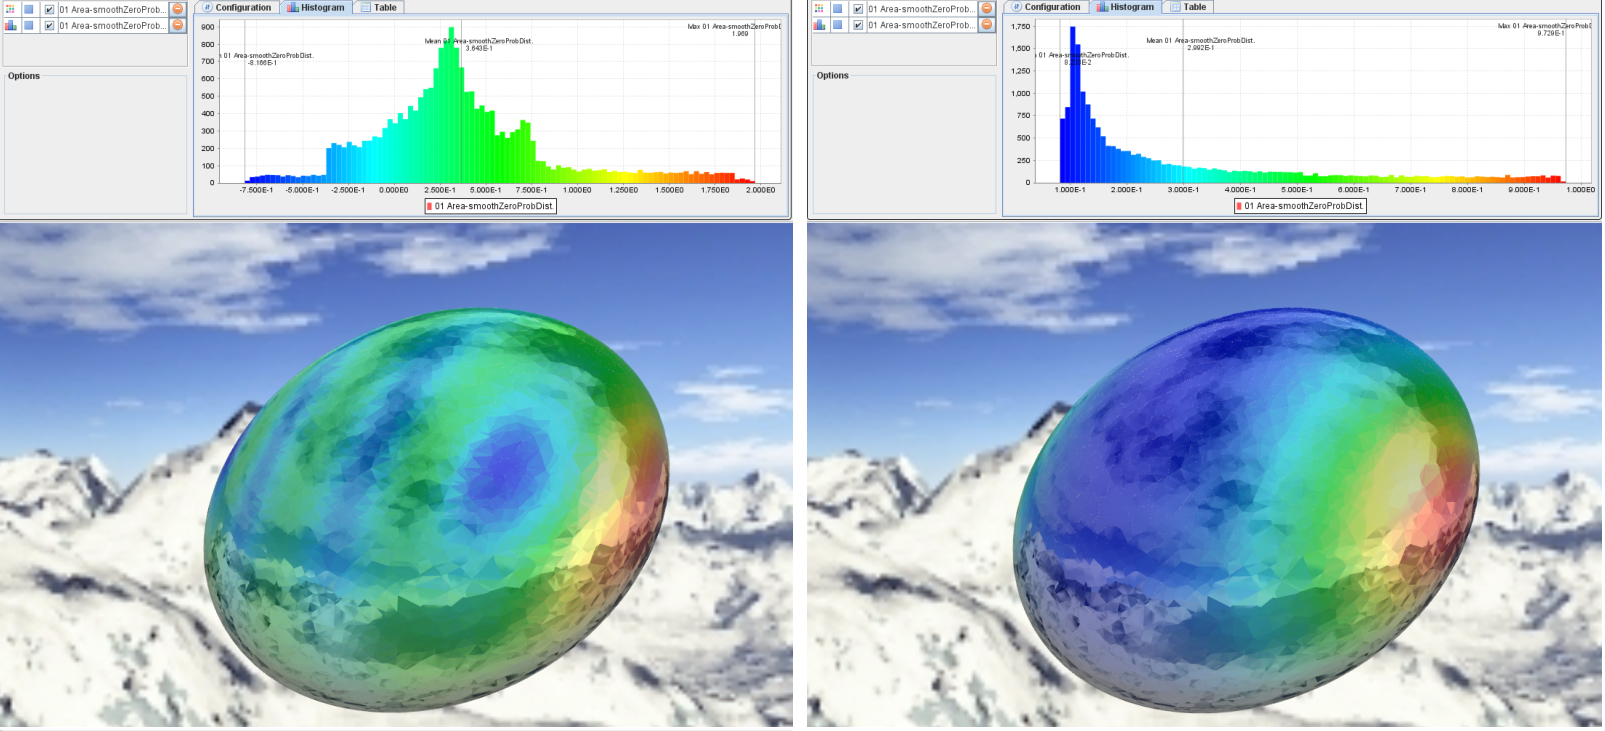 Configuration Histogram Table
01 Area-smoothZeroProb...
01 Area-smoothZeroProb...
Options
Max 01 Area-smoothZeroProbD
1.969
Mean 01 Area-smoothZeroProbDist.
3.643E-1
01 Area-smoothZeroProbDist.
-8.166E-1
900
800
700
600
500
400
300
200
100
0
-7.500E-1 -5.000E-1 -2.500E-1 0.000E0 2.500E-1 5.000E-1 7.500E-1 1.000E0 1.250E0 1.500E0 1.750E0 2.000E0
01 Area-smoothZeroProbDist.
Configuration Histogram Table
01 Area-smoothZeroProb...
01 Area-smoothZeroProb...
Options
Max 01 Area-smoothZeroProbD
9.729E-1
Mean 01 Area-smoothZeroProbDist.
2.992E-1
01 Area-smoothZeroProbDist.
1,750
1,500
1,250
1,000
750
500
250
0
1.000E-1 2.000E-1 3.000E-1 4.000E-1 5.000E-1 6.000E-1 7.000E-1 8.000E-1 9.000E-1 1.000E0
01 Area-smoothZeroProbDist.